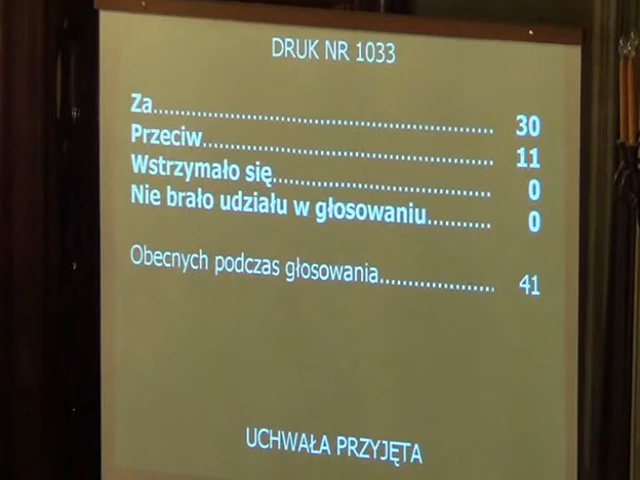 DRUK NR 1033
Za........................................................ 30
Przeciw................................................ 11
Wstrzymało się.................................... 0
Nie brało udziału w głosowaniu........... 0
Obecnych podczas głosowania................... 41
UCHWAŁA PRZYJĘTA